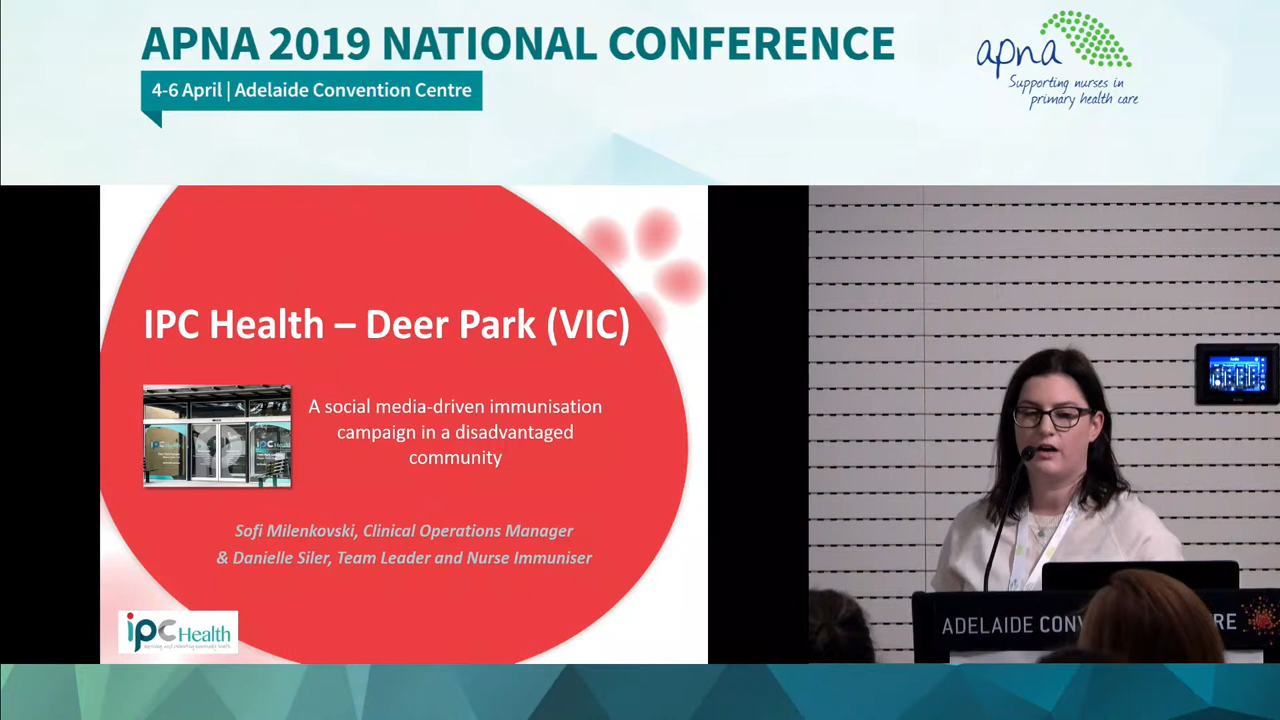 APNA 2019 NATIONAL CONFERENCE
4-6 April | Adelaide Convention Centre
apna
Supporting nurses in
primary health care
IPC Health – Deer Park (VIC)
A social media-driven immunisation
campaign in a disadvantaged
community
Sofi Milenkovski, Clinical Operations Manager
& Danielle Siler, Team Leader and Nurse Immuniser
ipc Health
ADELAIDE CONV RE